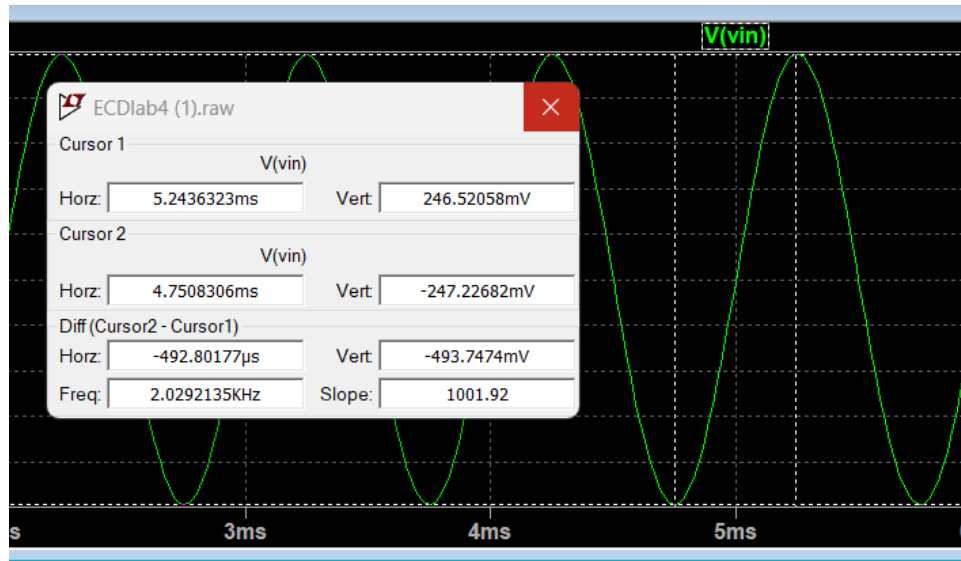 V(vin)
ECDlab4 (1).raw
Cursor 1
V(vin)
Horz: 5.2436323ms Vert: 246.52058mV
Cursor 2
V(vin)
Horz: 4.7508306ms Vert: -247.22682mV
Diff (Cursor2 - Cursor1)
Horz: -492.80177µs Vert: -493.7474mV
Freq: 2.0292135KHz Slope: 1001.92
s 3ms 4ms 5ms